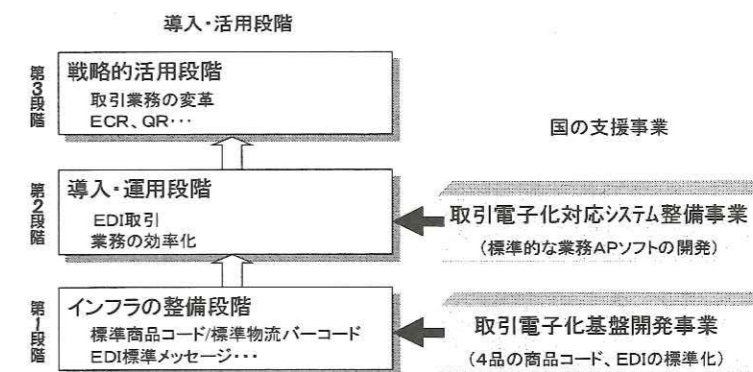 導入・活用段階
第3段階
戦略的活用段階
取引業務の変革
ECR、QR・・・
国の支援事業
第2段階
導入・運用段階
EDI取引
業務の効率化
取引電子化対応システム整備事業
(標準的な業務APソフトの開発)
第1段階
インフラの整備段階
標準商品コード/標準物流バーコード
EDI標準メッセージ・・・
取引電子化基盤開発事業
(4品の商品コード、EDIの標準化)